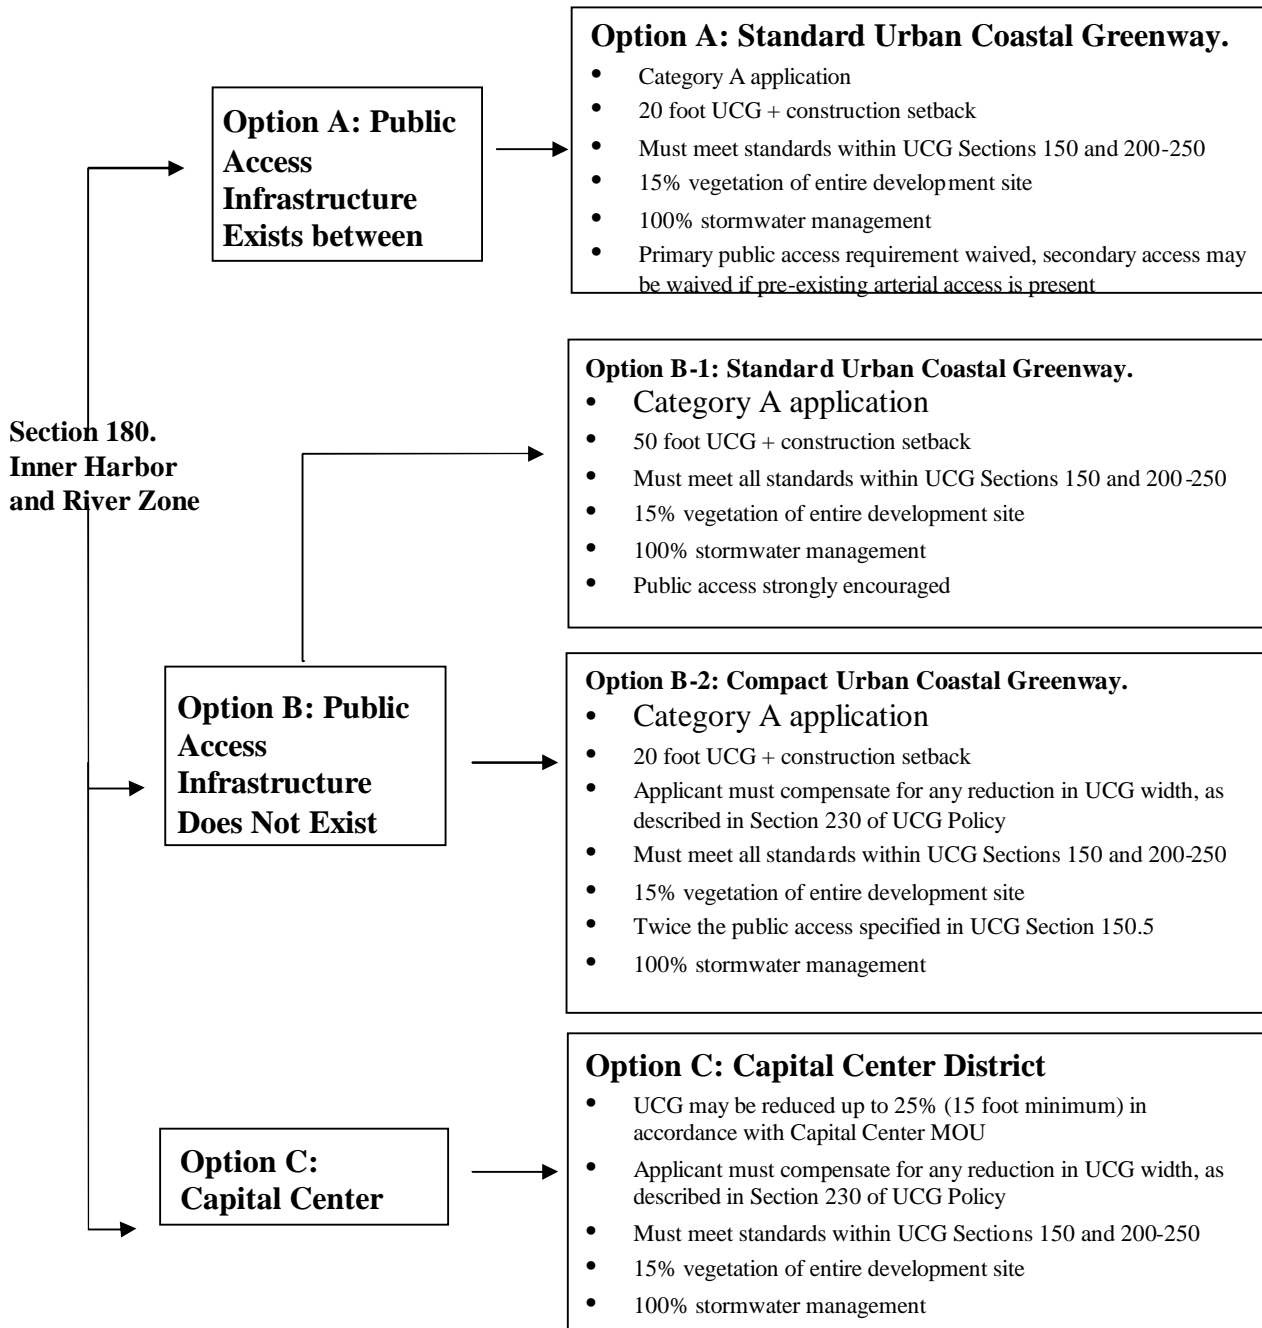 Section 180.
Inner Harbor
and River Zone
Option A: Public
Access
Infrastructure
Exists between
Option A: Standard Urban Coastal Greenway.
• Category A application
• 20 foot UCG + construction setback
• Must meet standards within UCG Sections 150 and 200-250
• 15% vegetation of entire development site
• 100% stormwater management
• Primary public access requirement waived, secondary access may
be waived if pre-existing arterial access is present
Option B: Public
Access
Infrastructure
Does Not Exist
Option B-1: Standard Urban Coastal Greenway.
• Category A application
• 50 foot UCG + construction setback
• Must meet all standards within UCG Sections 150 and 200-250
• 15% vegetation of entire development site
• 100% stormwater management
• Public access strongly encouraged
Option B-2: Compact Urban Coastal Greenway.
• Category A application
• 20 foot UCG + construction setback
• Applicant must compensate for any reduction in UCG width, as
described in Section 230 of UCG Policy
• Must meet all standards within UCG Sections 150 and 200-250
• 15% vegetation of entire development site
• Twice the public access specified in UCG Section 150.5
• 100% stormwater management
Option C:
Capital Center
Option C: Capital Center District
• UCG may be reduced up to 25% (15 foot minimum) in
accordance with Capital Center MOU
• Applicant must compensate for any reduction in UCG width, as
described in Section 230 of UCG Policy
• Must meet standards within UCG Sections 150 and 200-250
• 15% vegetation of entire development site
• 100% stormwater management